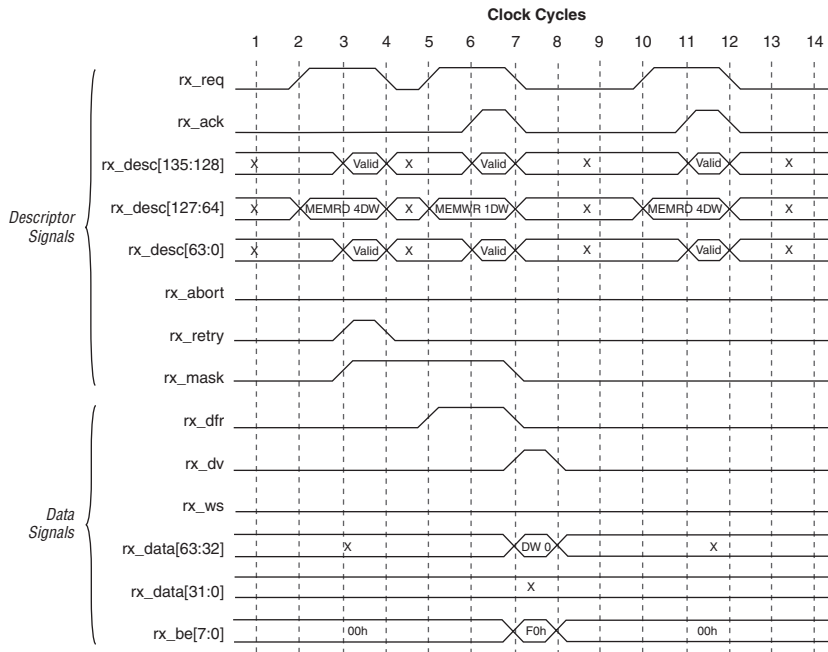 Clock Cycles
1 2 3 4 5 6 7 8 9 10 11 12 13 14
rx_req
rx_ack
rx_desc[135:128] X Valid X Valid X Valid X
Descriptor Signals
rx_desc[127:64] X MEMRD 4DW X MEMWR 1DW X MEMRD 4DW X
rx_desc[63:0] X Valid X Valid X Valid X
rx_abort
rx_retry
rx_mask
rx_dfr
rx_dv
Data Signals
rx_ws
rx_data[63:32] X DW 0 X
rx_data[31:0] X
rx_be[7:0] 00h F0h 00h